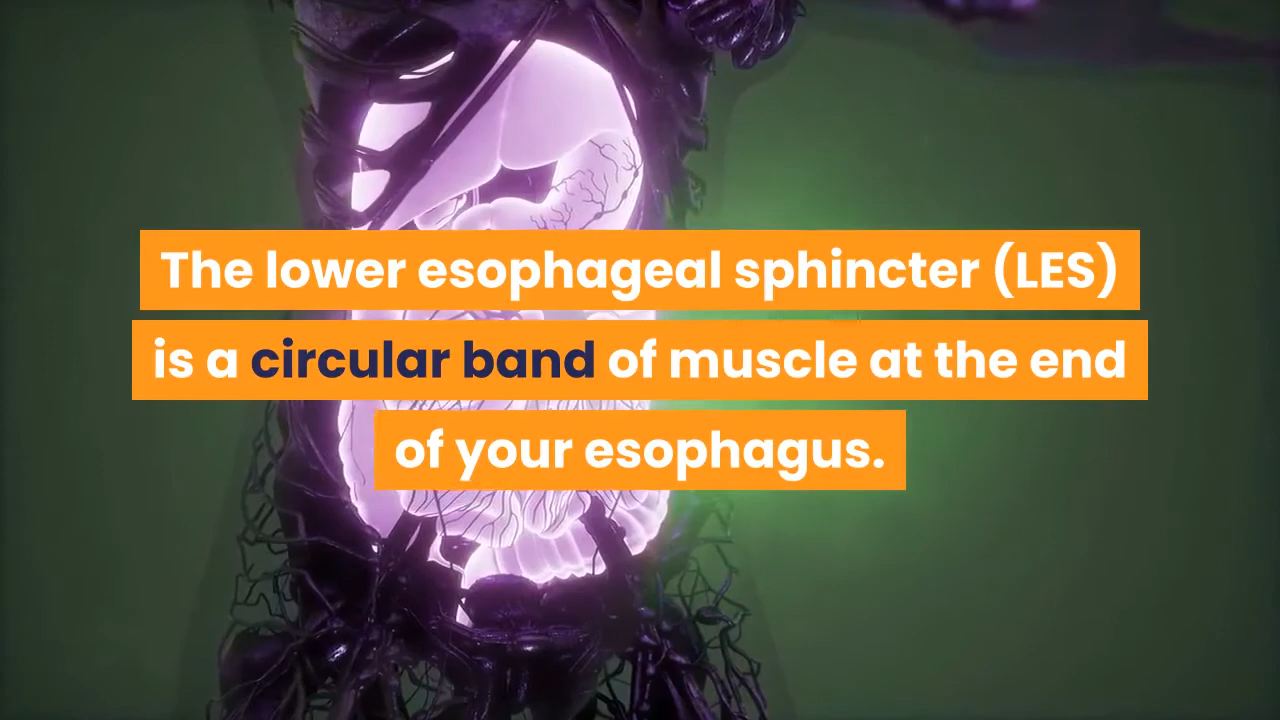 The lower esophageal sphincter (LES)
is a circular band of muscle at the end
of your esophagus.